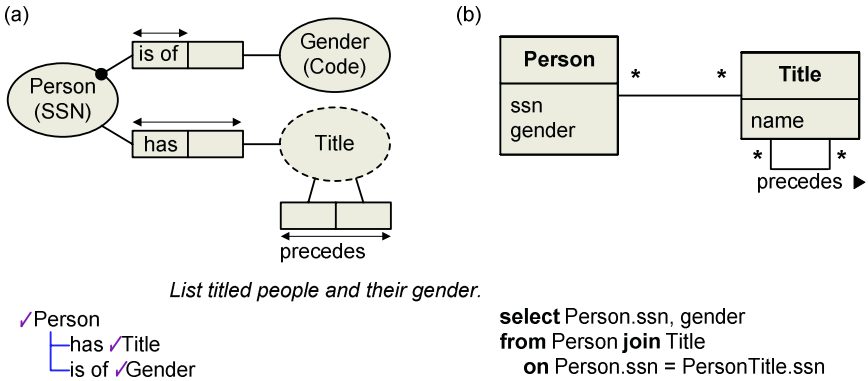 (a)
is of
Gender
(Code)
Person
(SSN)
has
Title
precedes
(b)
Person
ssn
gender
* *
Title
name
* *
precedes ►
List titled people and their gender.
✓Person
has ✓Title
is of ✓Gender
select Person.ssn, gender
from Person join Title
on Person.ssn = PersonTitle.ssn